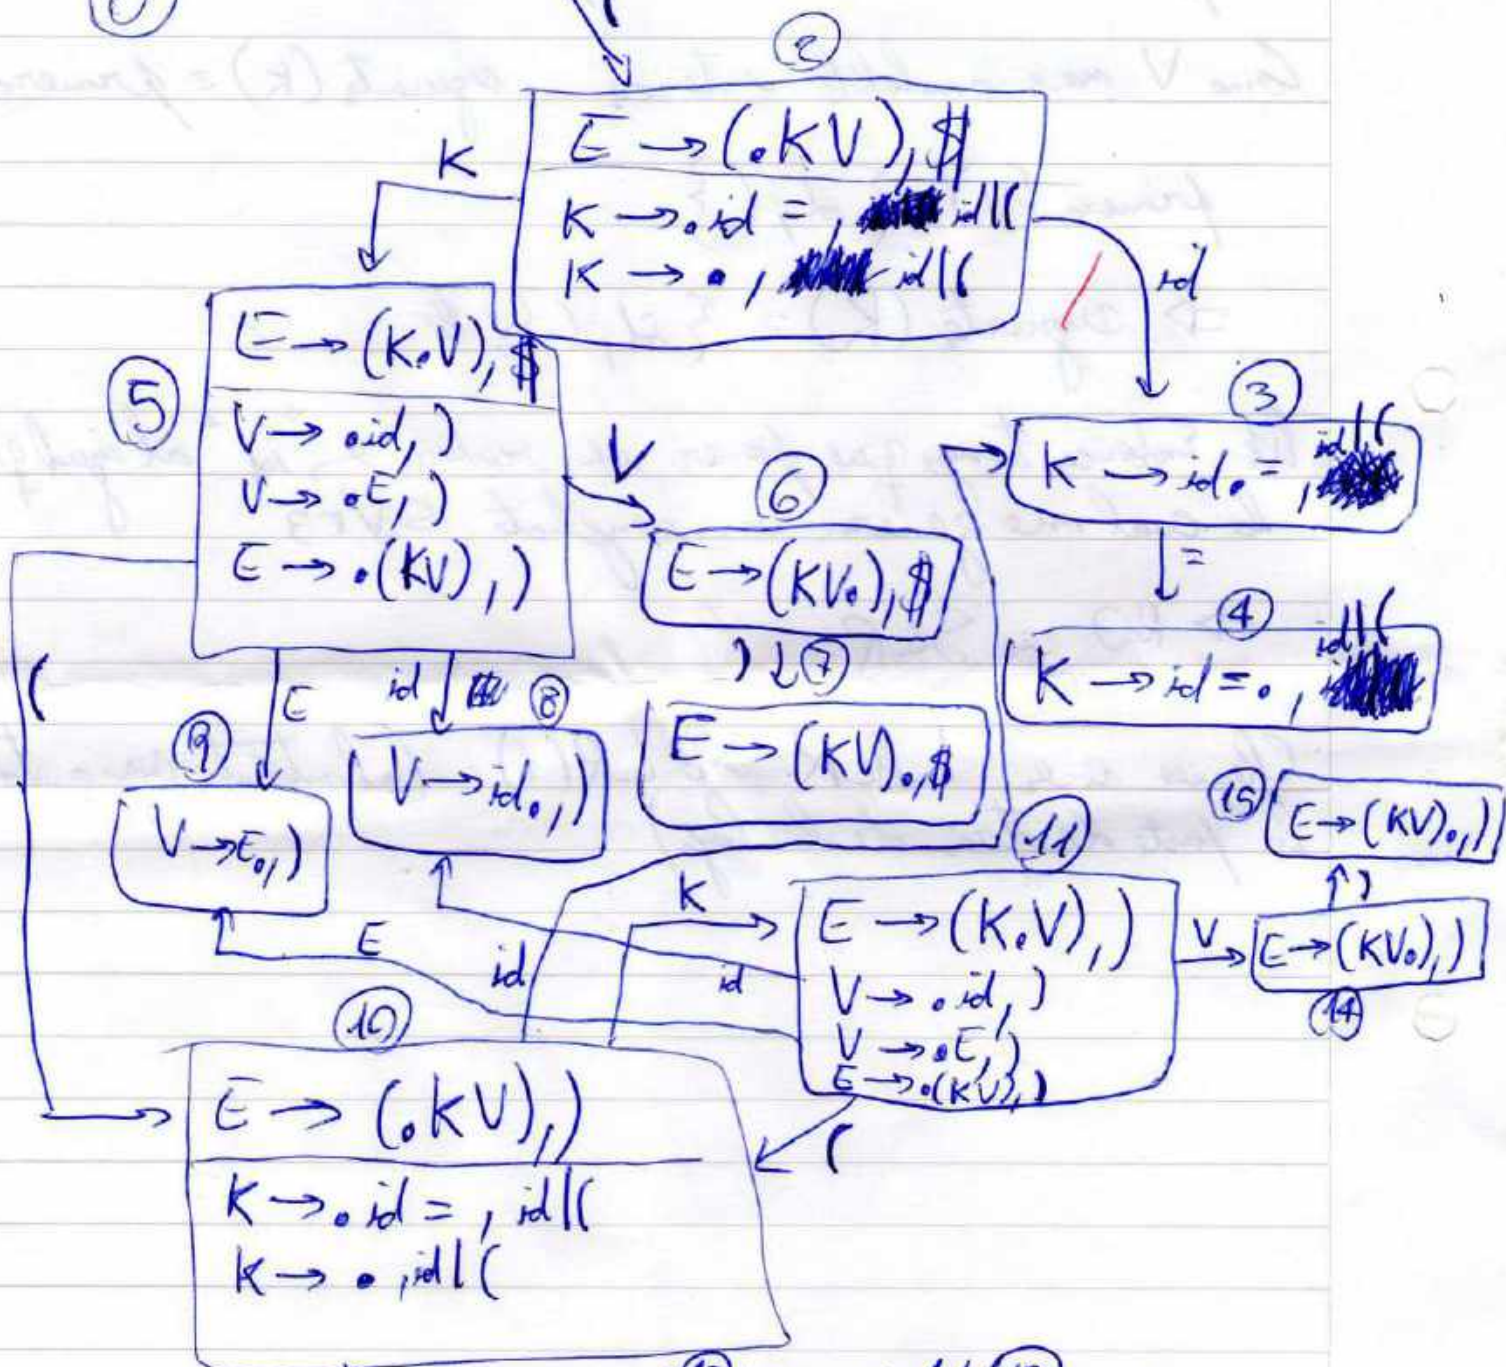 (
②
E → (.KV), $
K → .id = , id|(
K → . , id|(
K
id
⑤
E → (K.V), $
V → .id, )
V → .E, )
E → .(KV), )
V
③
K → id. = , id|(
=
⑥
E → (KV.), $
④
K → id = . , id|(
) ⑦
E → (KV)., $
(
E
id
⑧
V → id., )
⑨
V → E., )
⑮
E → (KV)., )
)
⑪
E → (K.V), )
V → .id, )
V → .E, )
E → .(KV), )
V
E → (KV.), )
⑭
K
E
id
id
⑩
E → (.KV), )
K → .id = , id|(
K → . , id|(
(